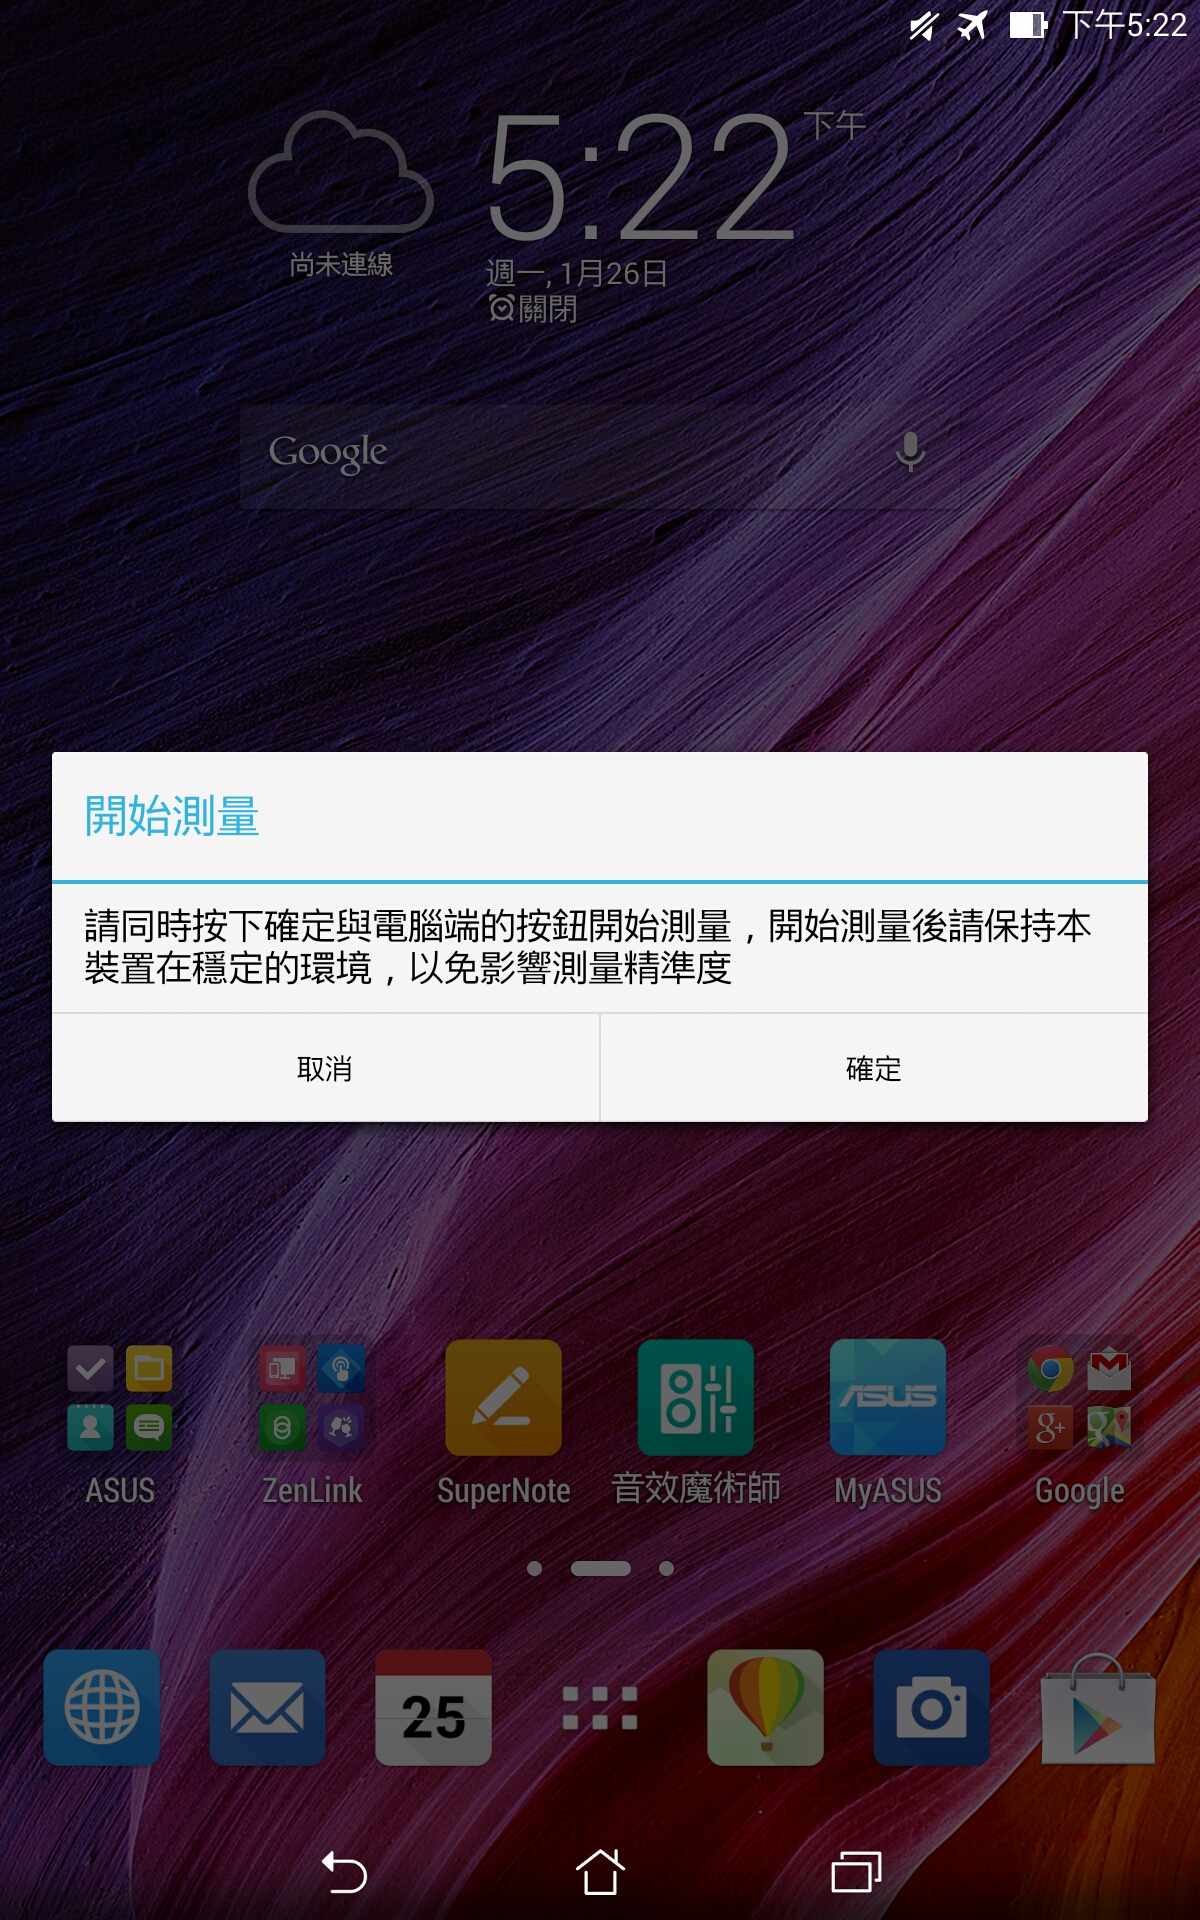 下午5:22
5:22 下午
尚未連線
週一, 1月26日
關閉
Google
開始測量
請同時按下確定與電腦端的按鈕開始測量，開始測量後請保持本
裝置在穩定的環境，以免影響測量精準度
取消
確定
ASUS
g+
ASUS
ZenLink
SuperNote
音效魔術師
MyASUS
Google
25